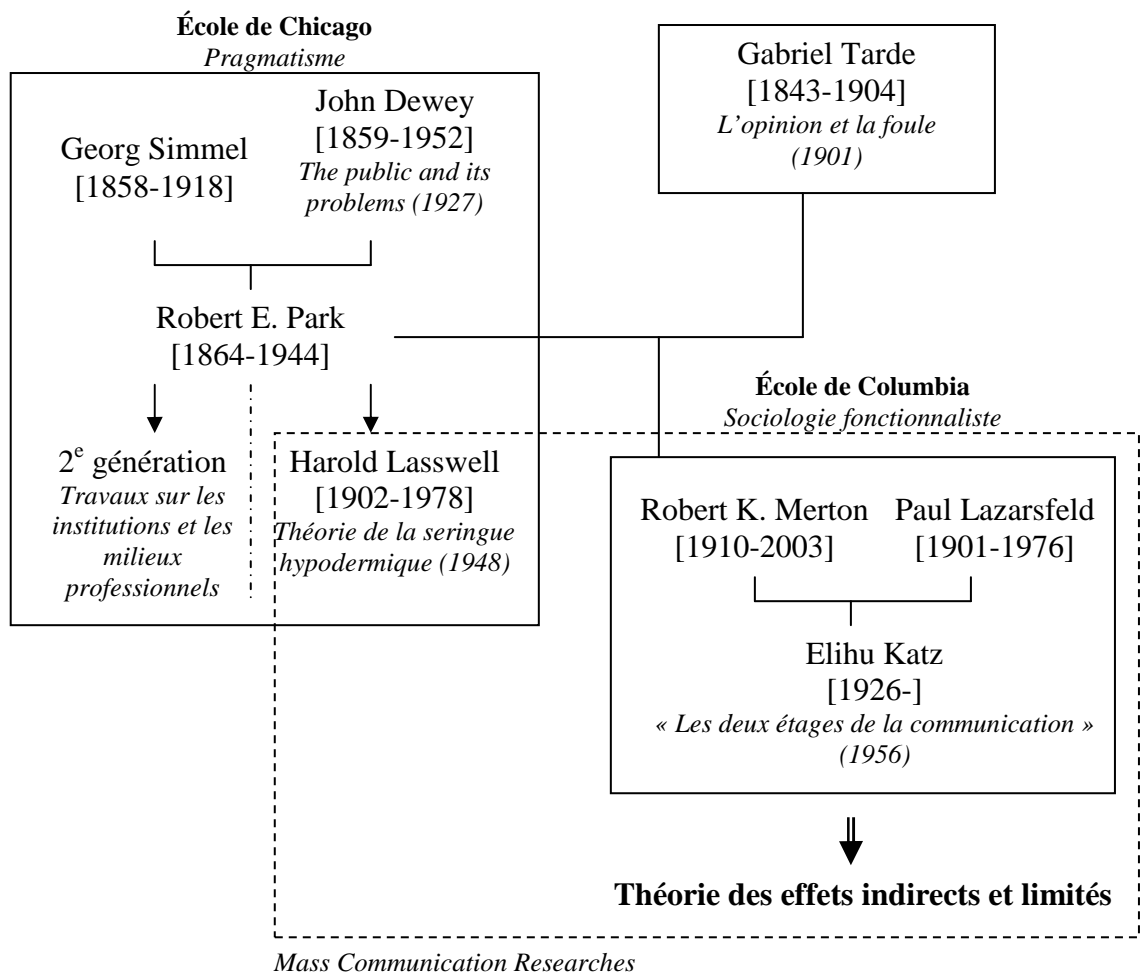 École de Chicago
Pragmatisme
Georg Simmel
[1858-1918]
John Dewey
[1859-1952]
The public and its
problems (1927)
Robert E. Park
[1864-1944]
2e génération
Travaux sur les
institutions et les
milieux
professionnels
Harold Lasswell
[1902-1978]
Théorie de la seringue
hypodermique (1948)
Gabriel Tarde
[1843-1904]
L'opinion et la foule
(1901)
École de Columbia
Sociologie fonctionnaliste
Robert K. Merton
[1910-2003]
Paul Lazarsfeld
[1901-1976]
Elihu Katz
[1926-]
« Les deux étages de la communication »
(1956)
Théorie des effets indirects et limités
Mass Communication Researches